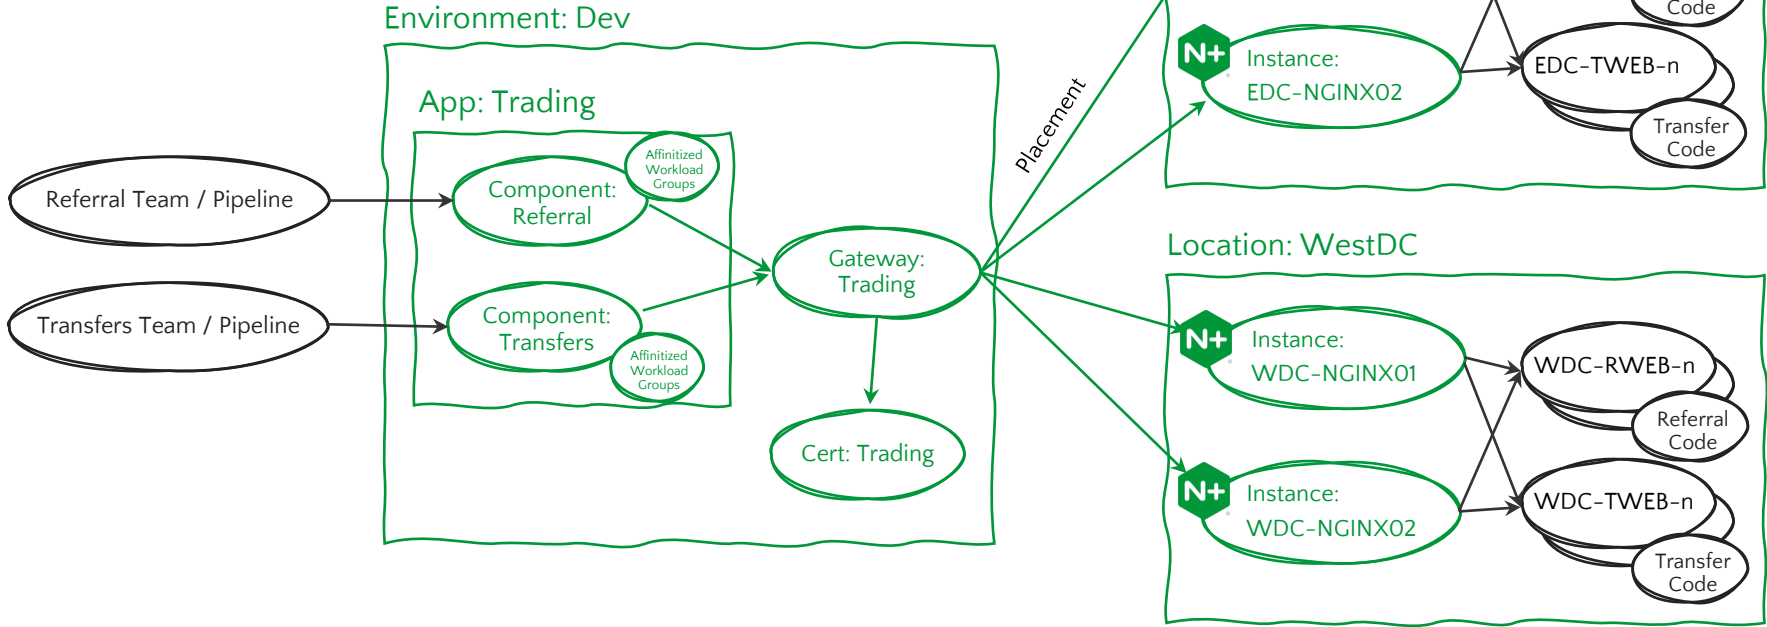 Environment: Dev
App: Trading
Referral Team / Pipeline
Transfers Team / Pipeline
Component:
Referral
Affinitized
Workload
Groups
Component:
Transfers
Affinitized
Workload
Groups
Gateway:
Trading
Cert: Trading
Placement
N+
Instance:
EDC-NGINX02
Code
EDC-TWEB-n
Transfer
Code
Location: WestDC
N+
Instance:
WDC-NGINX01
WDC-RWEB-n
Referral
Code
N+
Instance:
WDC-NGINX02
WDC-TWEB-n
Transfer
Code